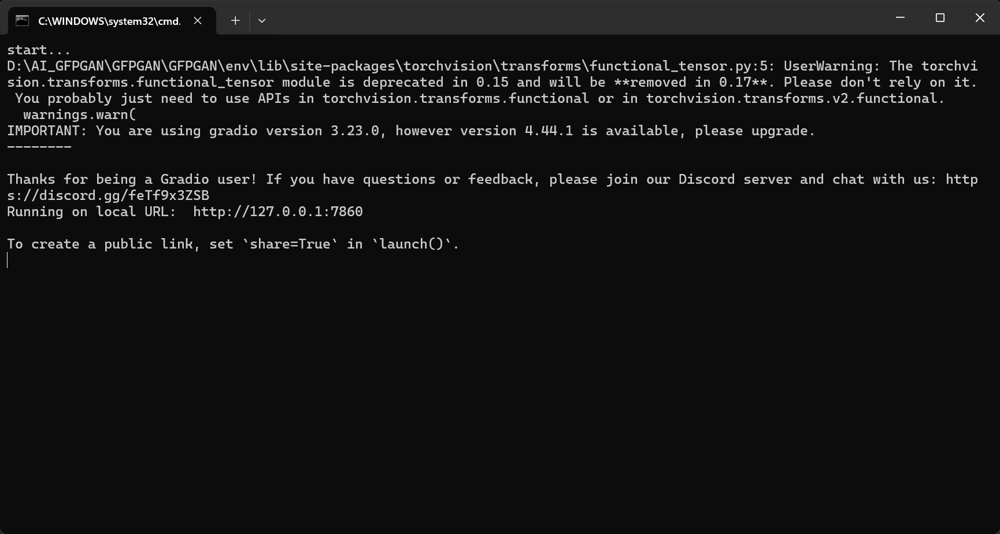 C:\WINDOWS\system32\cmd.
start...
D:\AI_GFPGAN\GFPGAN\GFPGAN\env\lib\site-packages\torchvision\transforms\functional_tensor.py:5: UserWarning: The torchvi
sion.transforms.functional_tensor module is deprecated in 0.15 and will be **removed in 0.17**. Please don't rely on it.
 You probably just need to use APIs in torchvision.transforms.functional or in torchvision.transforms.v2.functional.
  warnings.warn(
IMPORTANT: You are using gradio version 3.23.0, however version 4.44.1 is available, please upgrade.
--------
Thanks for being a Gradio user! If you have questions or feedback, please join our Discord server and chat with us: http
s://discord.gg/feTf9x3ZSB
Running on local URL:  http://127.0.0.1:7860
To create a public link, set `share=True` in `launch()`.